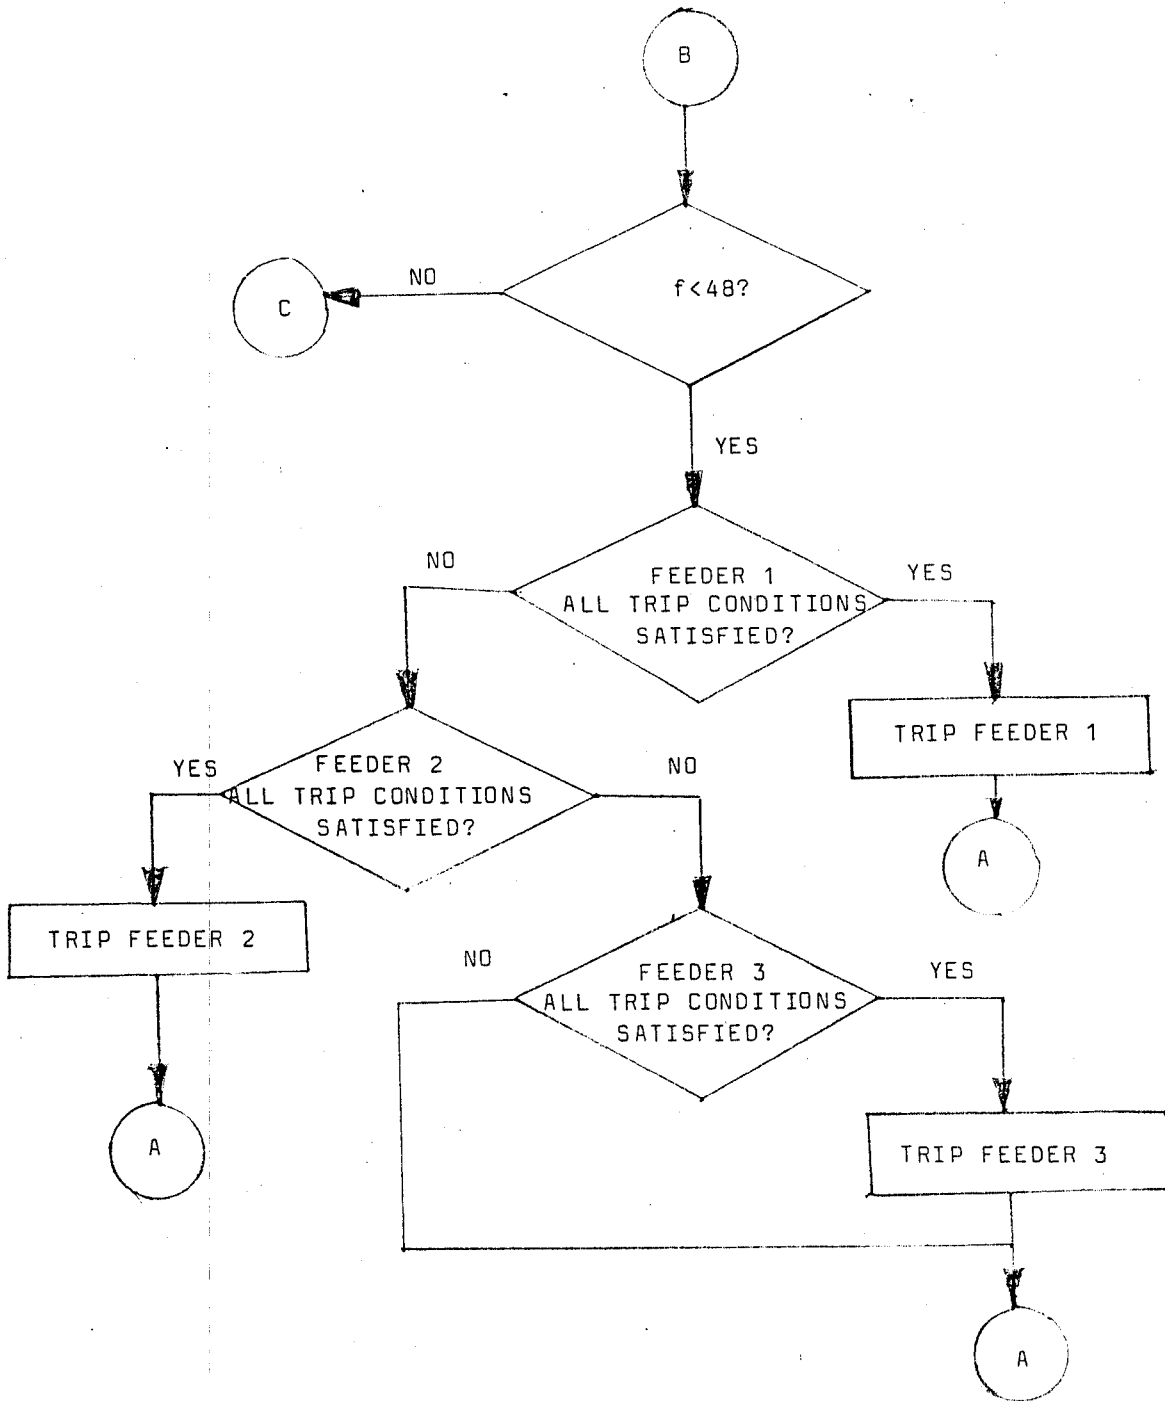 B
NO
C
f<48?
YES
NO
FEEDER 1
ALL TRIP CONDITIONS
SATISFIED?
YES
TRIP FEEDER 1
A
YES
FEEDER 2
ALL TRIP CONDITIONS
SATISFIED?
NO
TRIP FEEDER 2
A
NO
FEEDER 3
ALL TRIP CONDITIONS
SATISFIED?
YES
TRIP FEEDER 3
A